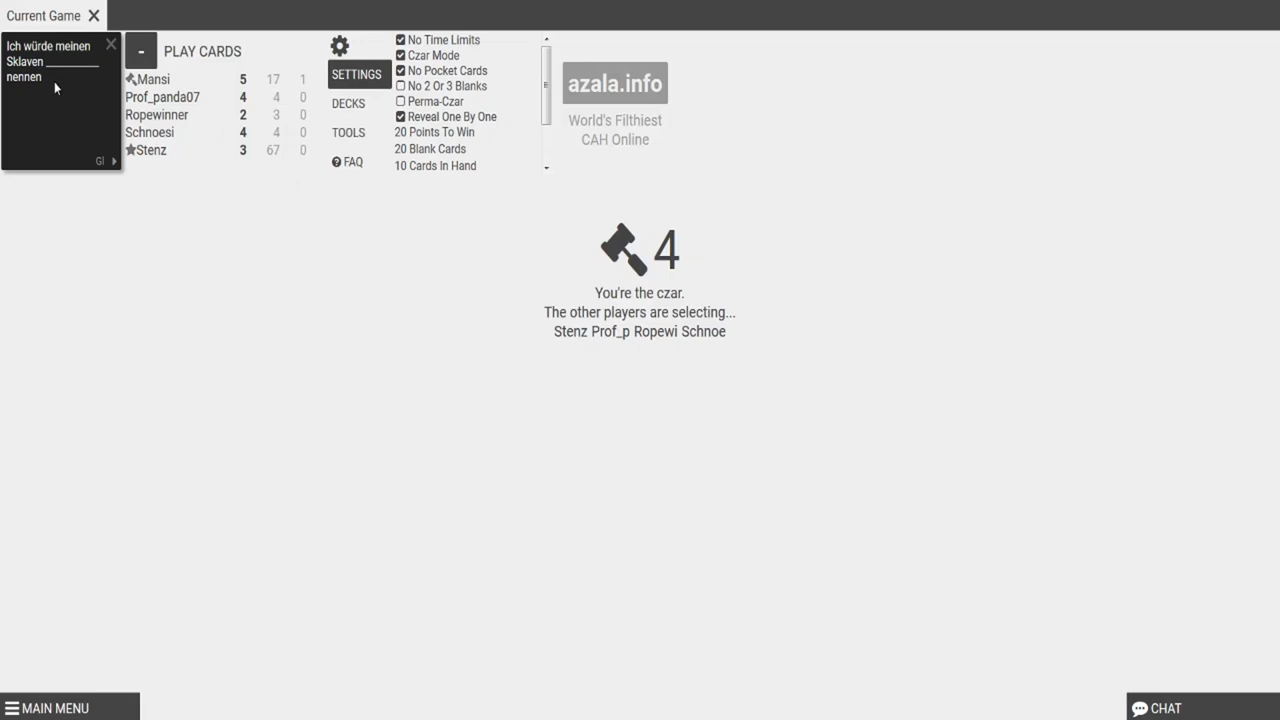 Current Game
Ich würde meinen
Sklaven ________
nennen
GI
- PLAY CARDS
Mansi 5 17 1
Prof_panda07 4 4 0
Ropewinner 2 3 0
Schnoesi 4 4 0
Stenz 3 67 0
SETTINGS
DECKS
TOOLS
FAQ
No Time Limits
Czar Mode
No Pocket Cards
No 2 Or 3 Blanks
Perma-Czar
Reveal One By One
20 Points To Win
20 Blank Cards
10 Cards In Hand
azala.info
World's Filthiest
CAH Online
4
You're the czar.
The other players are selecting...
Stenz Prof_p Ropewi Schnoe
MAIN MENU
CHAT